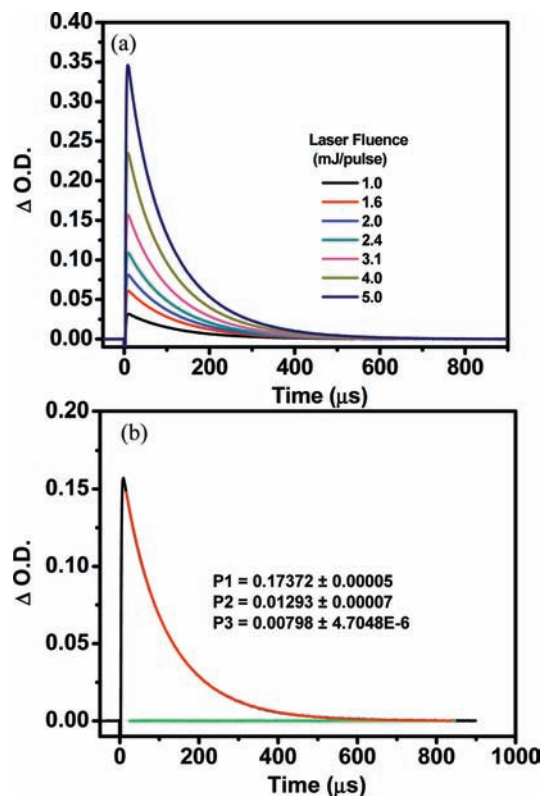 (a)
0.40
0.35
0.30
0.25
0.20
0.15
0.10
0.05
0.00
Δ O.D.
Laser Fluence
(mJ/pulse)
1.0
1.6
2.0
2.4
3.1
4.0
5.0
0 200 400 600 800
Time (μs)
(b)
0.20
0.15
0.10
0.05
0.00
Δ O.D.
P1 = 0.17372 ± 0.00005
P2 = 0.01293 ± 0.00007
P3 = 0.00798 ± 4.7048E-6
0 200 400 600 800 1000
Time (μs)